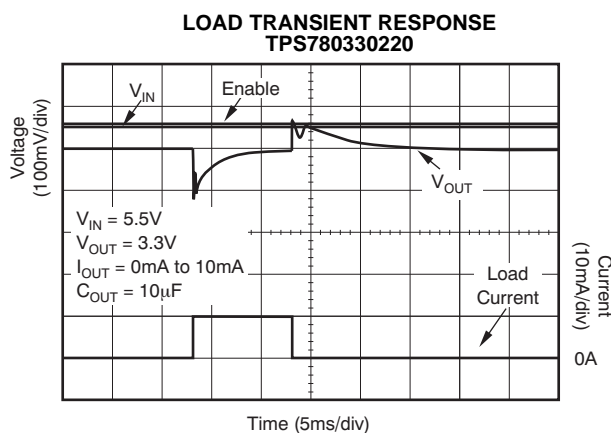 LOAD TRANSIENT RESPONSE
TPS780330220
V_IN
Enable
Voltage
(100mV/div)
V_OUT
V_IN = 5.5V
V_OUT = 3.3V
I_OUT = 0mA to 10mA
C_OUT = 10μF
Load
Current
Current
(10mA/div)
0A
Time (5ms/div)